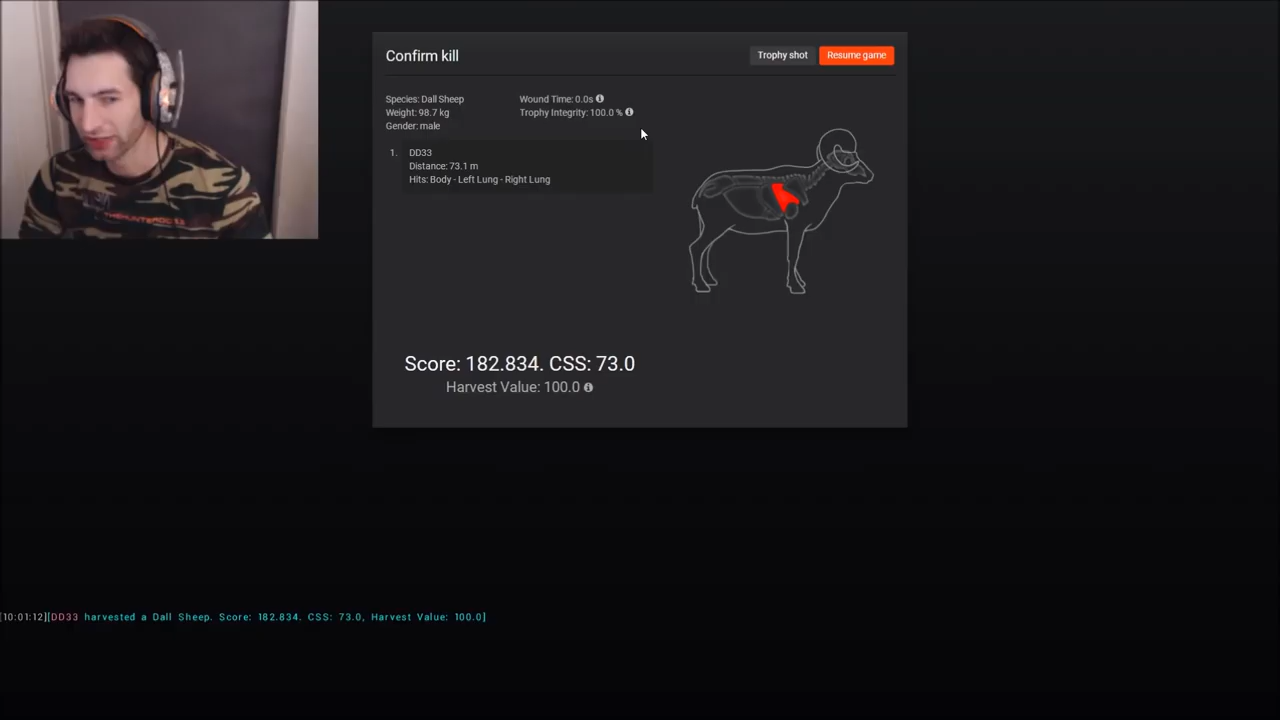 Confirm kill
Trophy shot
Resume game
Species: Dall Sheep
Weight: 98.7 kg
Gender: male
Wound Time: 0.0s
Trophy Integrity: 100.0 %
1. DD33
Distance: 73.1 m
Hits: Body - Left Lung - Right Lung
Score: 182.834. CSS: 73.0
Harvest Value: 100.0
[10:01:12][DD33 harvested a Dall Sheep. Score: 182.834. CSS: 73.0, Harvest Value: 100.0]